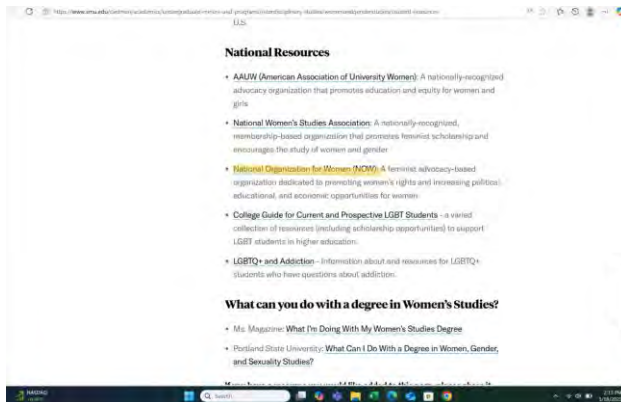 U.S.
National Resources
• AAUW (American Association of University Women): A nationally-recognized
advocacy organization that promotes education and equity for women and
girls.
• National Women's Studies Association: A nationally-recognized,
membership-based organization that promotes feminist scholarship and
encourages the study of women and gender.
• National Organization for Women (NOW): A feminist advocacy-based
organization dedicated to promoting women's rights and increasing political,
educational, and economic opportunities for women.
• College Guide for Current and Prospective LGBT Students - a varied
collection of resources (including scholarship opportunities) to support
LGBT students in higher education.
• LGBTQ+ and Addiction - Information about and resources for LGBTQ+
students who have questions about addiction.
What can you do with a degree in Women's Studies?
• Ms. Magazine: What I'm Doing With My Women's Studies Degree
• Portland State University: What Can I Do With a Degree in Women, Gender,
and Sexuality Studies?
Search